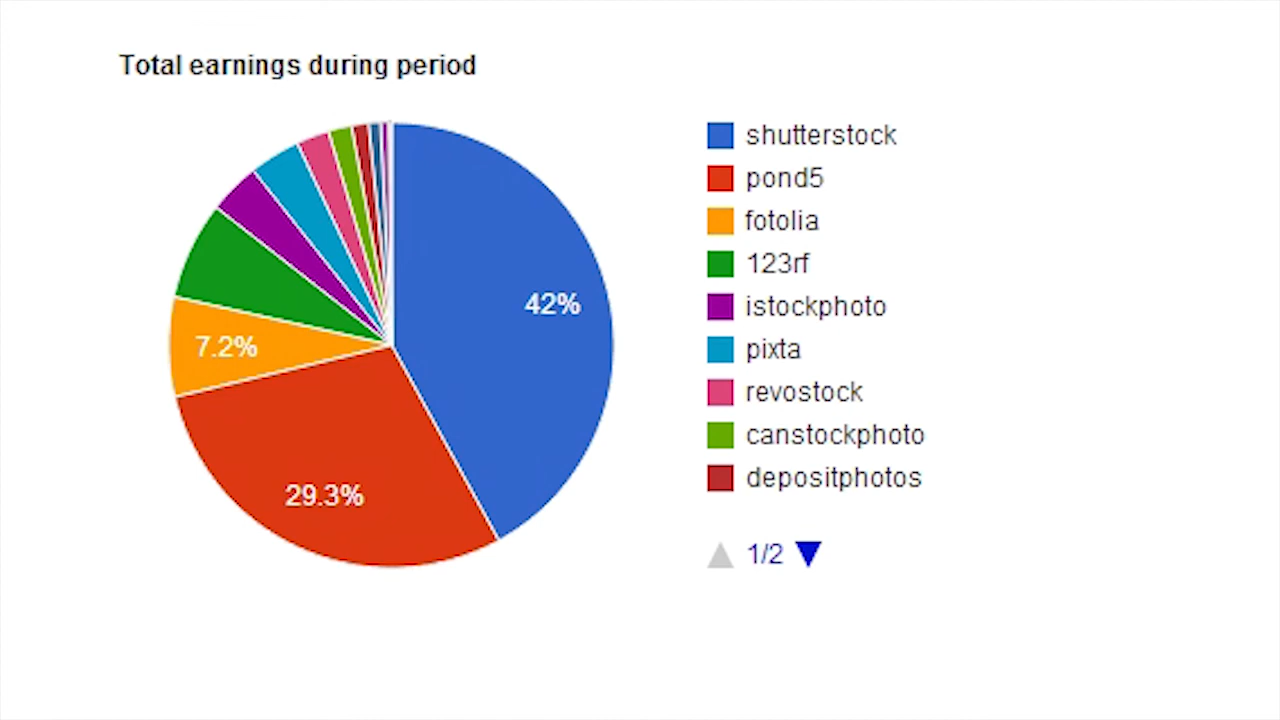 Total earnings during period
42%
7.2%
29.3%
shutterstock
pond5
fotolia
123rf
istockphoto
pixta
revostock
canstockphoto
depositphotos
1/2